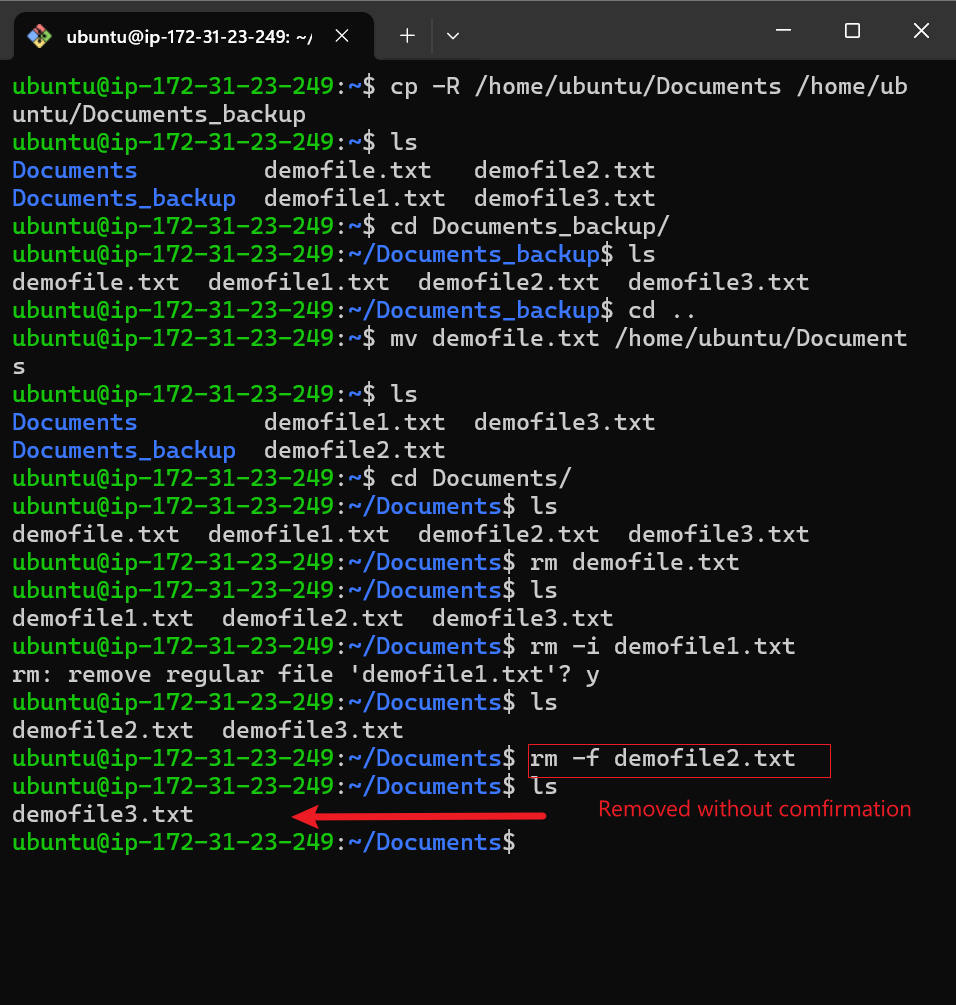 ubuntu@ip-172-31-23-249: ~/
ubuntu@ip-172-31-23-249:~$ cp -R /home/ubuntu/Documents /home/ub
untu/Documents_backup
ubuntu@ip-172-31-23-249:~$ ls
Documents         demofile.txt   demofile2.txt
Documents_backup  demofile1.txt  demofile3.txt
ubuntu@ip-172-31-23-249:~$ cd Documents_backup/
ubuntu@ip-172-31-23-249:~/Documents_backup$ ls
demofile.txt  demofile1.txt  demofile2.txt  demofile3.txt
ubuntu@ip-172-31-23-249:~/Documents_backup$ cd ..
ubuntu@ip-172-31-23-249:~$ mv demofile.txt /home/ubuntu/Document
s
ubuntu@ip-172-31-23-249:~$ ls
Documents         demofile1.txt  demofile3.txt
Documents_backup  demofile2.txt
ubuntu@ip-172-31-23-249:~$ cd Documents/
ubuntu@ip-172-31-23-249:~/Documents$ ls
demofile.txt  demofile1.txt  demofile2.txt  demofile3.txt
ubuntu@ip-172-31-23-249:~/Documents$ rm demofile.txt
ubuntu@ip-172-31-23-249:~/Documents$ ls
demofile1.txt  demofile2.txt  demofile3.txt
ubuntu@ip-172-31-23-249:~/Documents$ rm -i demofile1.txt
rm: remove regular file 'demofile1.txt'? y
ubuntu@ip-172-31-23-249:~/Documents$ ls
demofile2.txt  demofile3.txt
ubuntu@ip-172-31-23-249:~/Documents$ rm -f demofile2.txt
ubuntu@ip-172-31-23-249:~/Documents$ ls
Removed without comfirmation
demofile3.txt
ubuntu@ip-172-31-23-249:~/Documents$